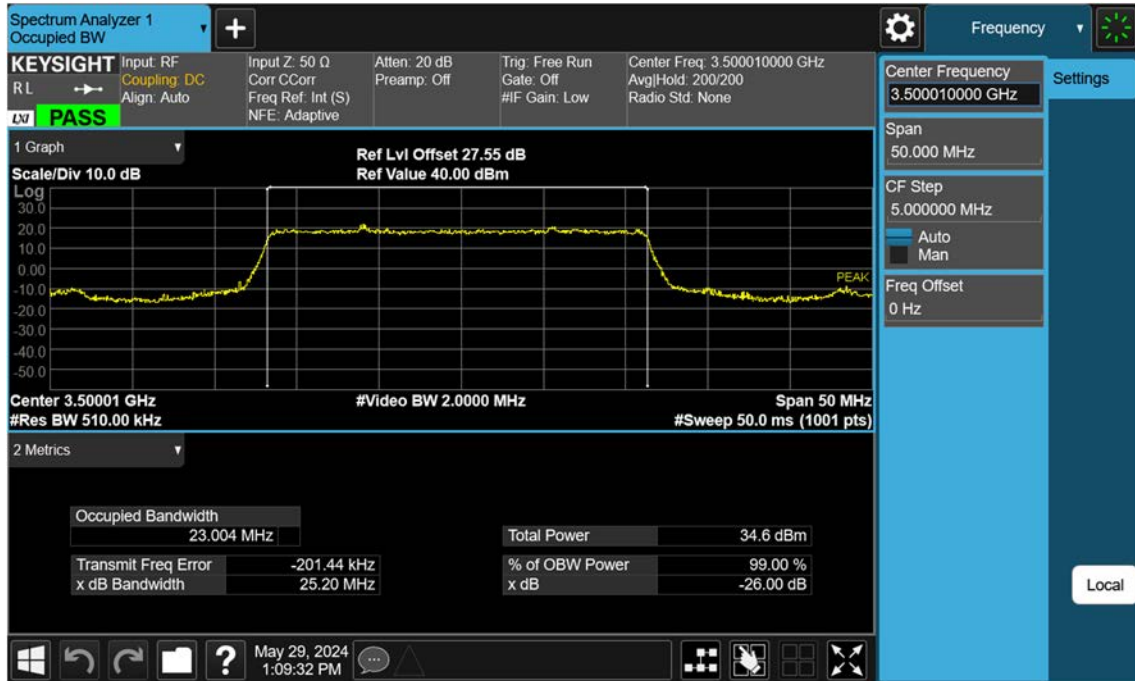 Spectrum Analyzer 1
Occupied BW
+
Frequency
KEYSIGHT
RL
LXI PASS
Input: RF
Coupling: DC
Align: Auto
Input Z: 50 Ω
Corr CCorr
Freq Ref: Int (S)
NFE: Adaptive
Atten: 20 dB
Preamp: Off
Trig: Free Run
Gate: Off
#IF Gain: Low
Center Freq: 3.500010000 GHz
Avg|Hold: 200/200
Radio Std: None
Center Frequency
3.500010000 GHz
Settings
Span
50.000 MHz
CF Step
5.000000 MHz
Auto
Man
Freq Offset
0 Hz
Local
1 Graph
Scale/Div 10.0 dB
Ref Lvl Offset 27.55 dB
Ref Value 40.00 dBm
Log
30.0
20.0
10.0
0.00
-10.0
-20.0
-30.0
-40.0
-50.0
PEAK
Center 3.50001 GHz
#Video BW 2.0000 MHz
Span 50 MHz
#Res BW 510.00 kHz
#Sweep 50.0 ms (1001 pts)
2 Metrics
Occupied Bandwidth
23.004 MHz
Total Power 34.6 dBm
Transmit Freq Error -201.44 kHz
% of OBW Power 99.00 %
x dB Bandwidth 25.20 MHz
x dB -26.00 dB
?
May 29, 2024
1:09:32 PM